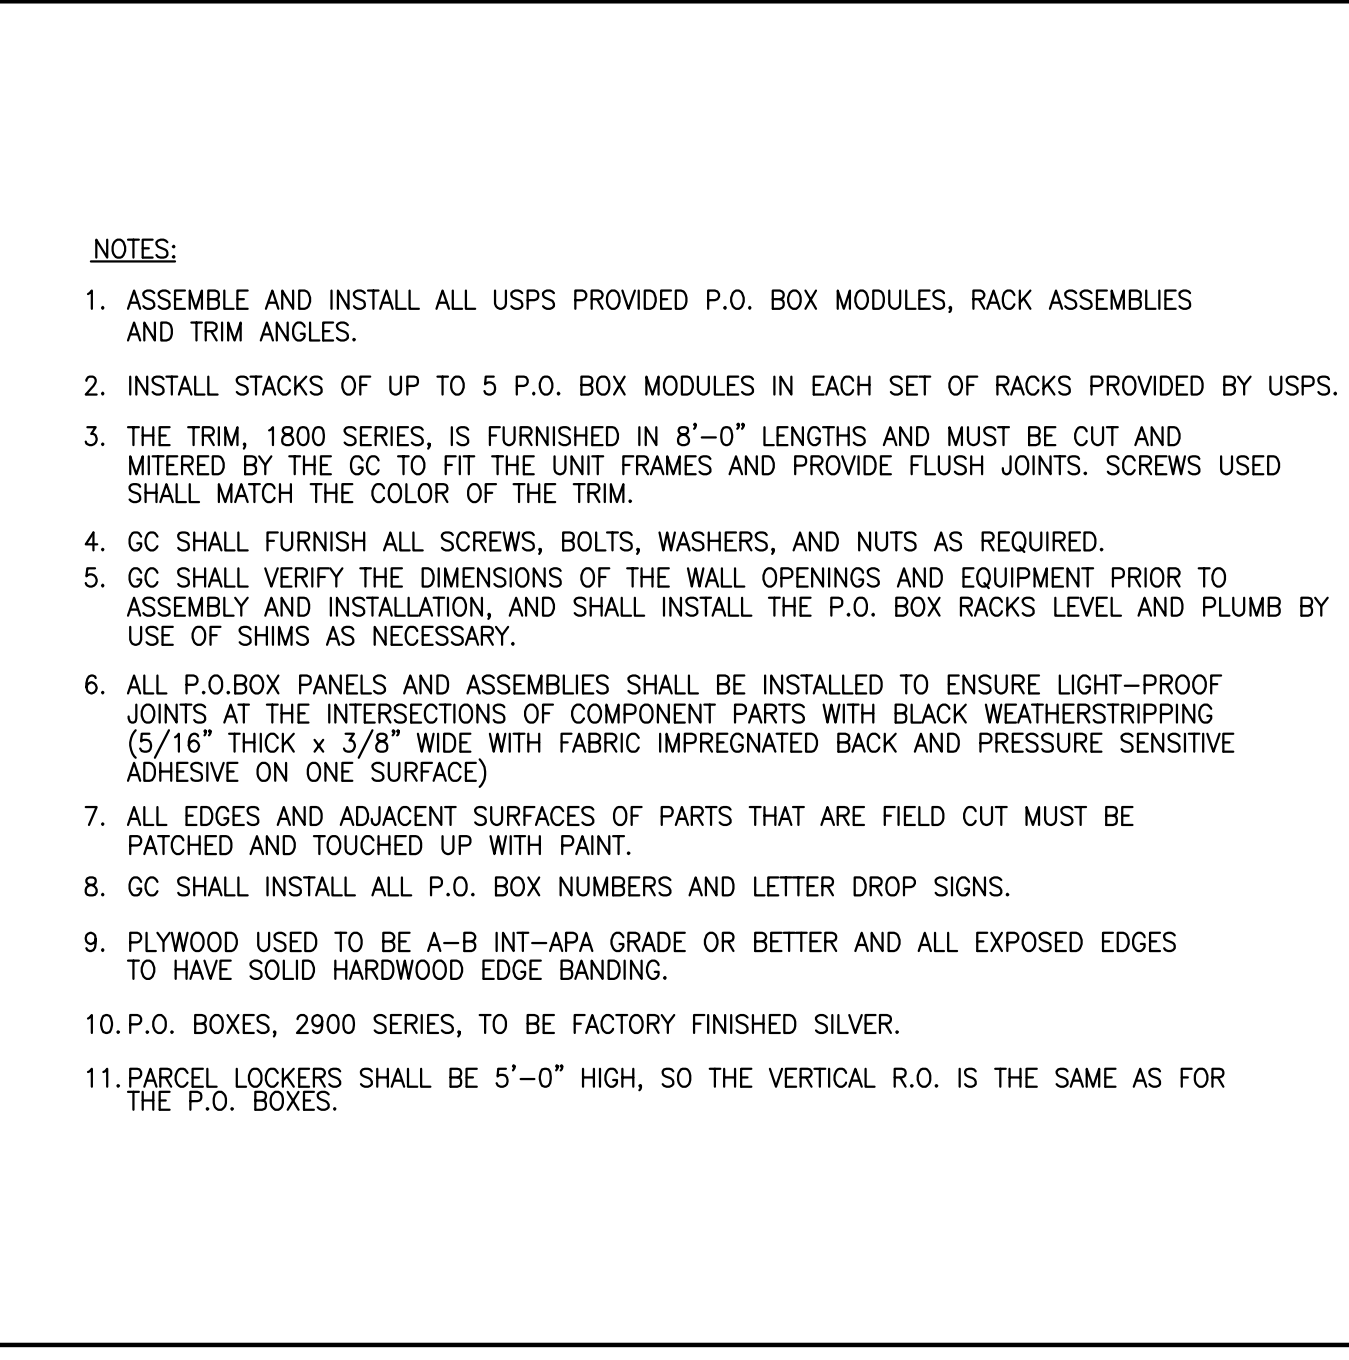 NOTES:
1. ASSEMBLE AND INSTALL ALL USPS PROVIDED P.O. BOX MODULES, RACK ASSEMBLIES
AND TRIM ANGLES.
2. INSTALL STACKS OF UP TO 5 P.O. BOX MODULES IN EACH SET OF RACKS PROVIDED BY USPS.
3. THE TRIM, 1800 SERIES, IS FURNISHED IN 8'-0" LENGTHS AND MUST BE CUT AND
MITERED BY THE GC TO FIT THE UNIT FRAMES AND PROVIDE FLUSH JOINTS. SCREWS USED
SHALL MATCH THE COLOR OF THE TRIM.
4. GC SHALL FURNISH ALL SCREWS, BOLTS, WASHERS, AND NUTS AS REQUIRED.
5. GC SHALL VERIFY THE DIMENSIONS OF THE WALL OPENINGS AND EQUIPMENT PRIOR TO
ASSEMBLY AND INSTALLATION, AND SHALL INSTALL THE P.O. BOX RACKS LEVEL AND PLUMB BY
USE OF SHIMS AS NECESSARY.
6. ALL P.O.BOX PANELS AND ASSEMBLIES SHALL BE INSTALLED TO ENSURE LIGHT-PROOF
JOINTS AT THE INTERSECTIONS OF COMPONENT PARTS WITH BLACK WEATHERSTRIPPING
(5/16" THICK x 3/8" WIDE WITH FABRIC IMPREGNATED BACK AND PRESSURE SENSITIVE
ADHESIVE ON ONE SURFACE)
7. ALL EDGES AND ADJACENT SURFACES OF PARTS THAT ARE FIELD CUT MUST BE
PATCHED AND TOUCHED UP WITH PAINT.
8. GC SHALL INSTALL ALL P.O. BOX NUMBERS AND LETTER DROP SIGNS.
9. PLYWOOD USED TO BE A-B INT-APA GRADE OR BETTER AND ALL EXPOSED EDGES
TO HAVE SOLID HARDWOOD EDGE BANDING.
10. P.O. BOXES, 2900 SERIES, TO BE FACTORY FINISHED SILVER.
11. PARCEL LOCKERS SHALL BE 5'-0" HIGH, SO THE VERTICAL R.O. IS THE SAME AS FOR
THE P.O. BOXES.